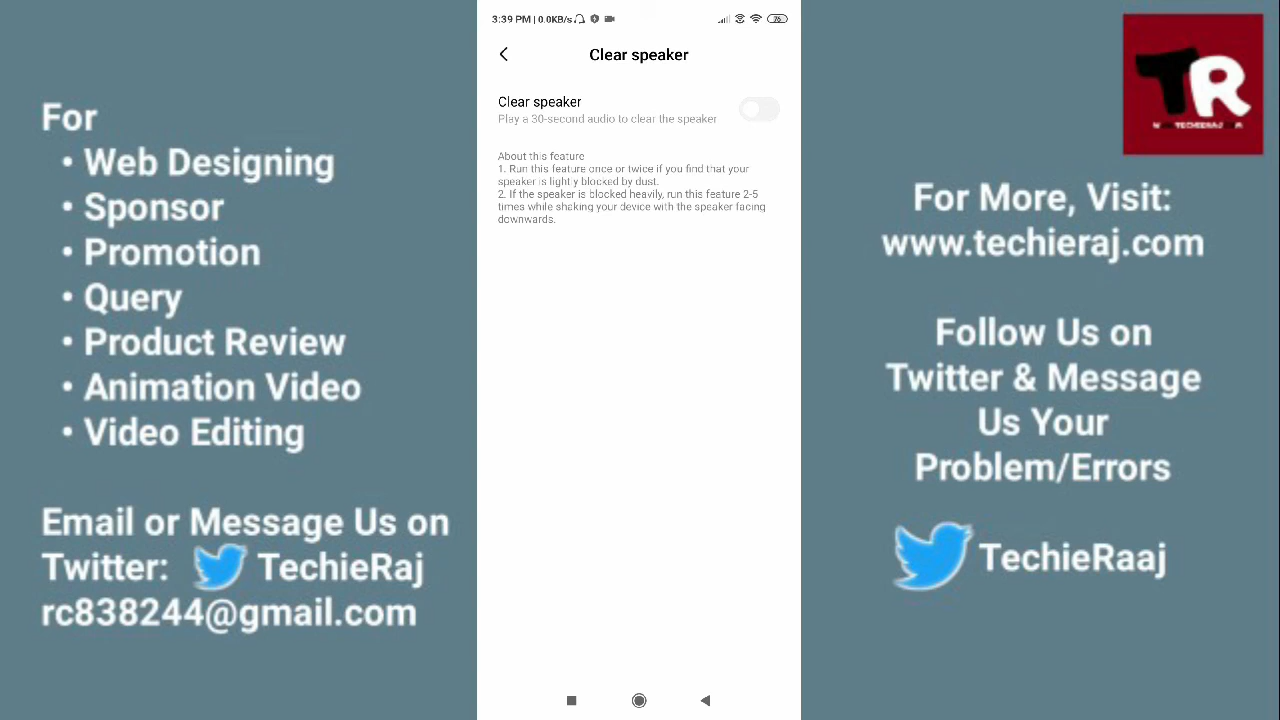 For
• Web Designing
• Sponsor
• Promotion
• Query
• Product Review
• Animation Video
• Video Editing
Email or Message Us on
Twitter: TechieRaj
rc838244@gmail.com
3:39 PM | 0.0KB/s
76
Clear speaker
Clear speaker
Play a 30-second audio to clear the speaker
About this feature
1. Run this feature once or twice if you find that your
speaker is lightly blocked by dust.
2. If the speaker is blocked heavily, run this feature 2-5
times while shaking your device with the speaker facing
downwards.
TR
For More, Visit:
www.techieraj.com
Follow Us on
Twitter & Message
Us Your
Problem/Errors
TechieRaaj